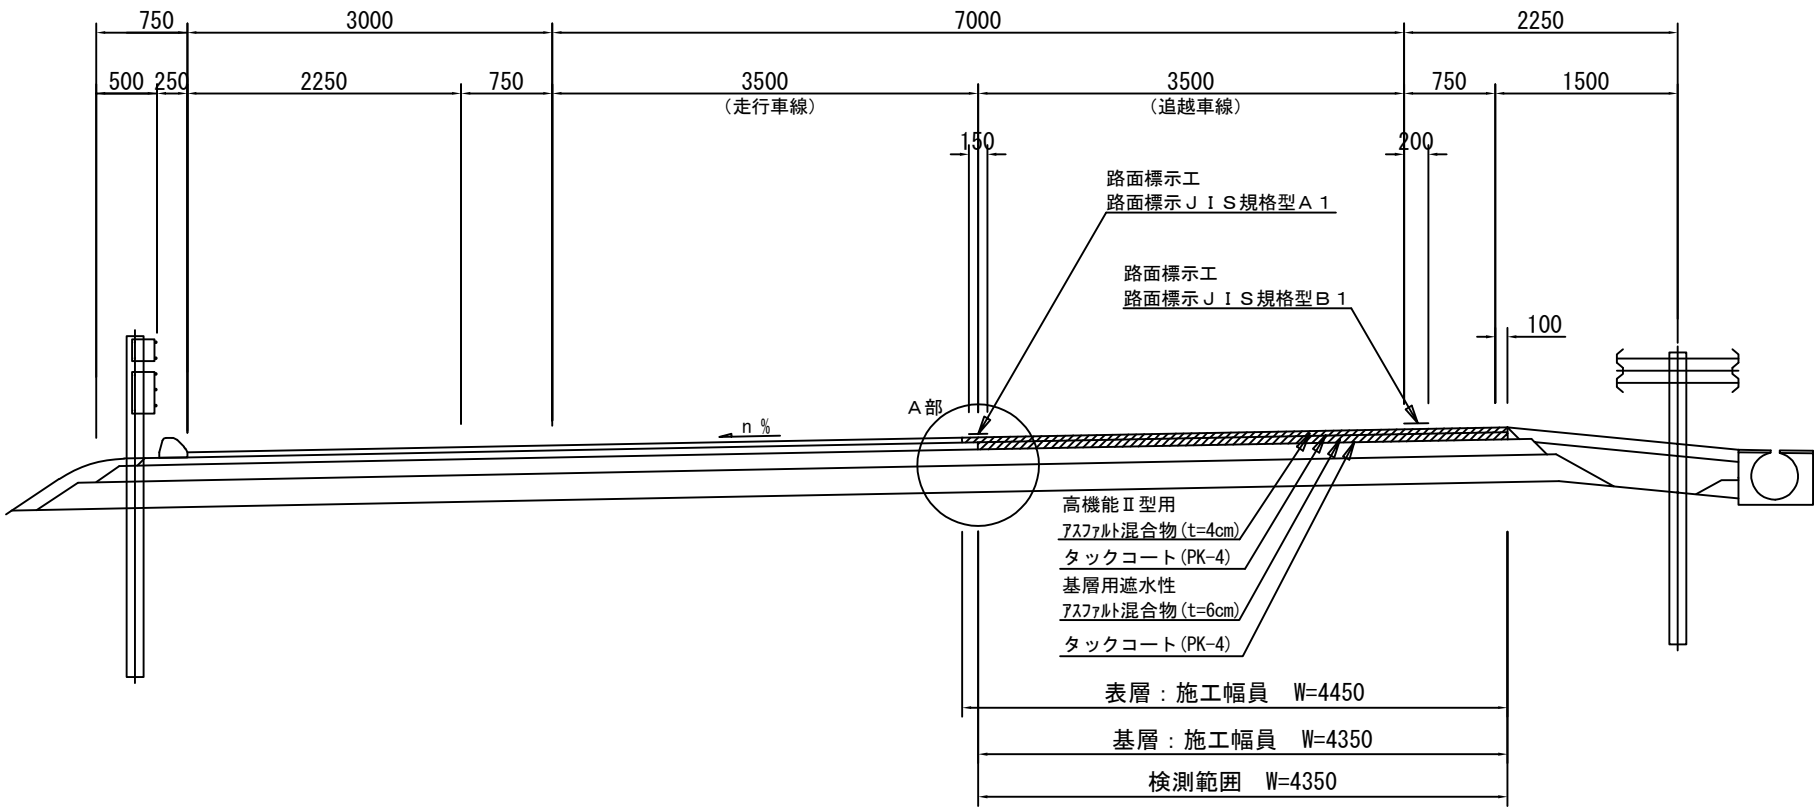 750 3000 7000 2250
500 250 2250 750 3500 3500 750 1500
(走行車線) (追越車線)
150 200
路面標示工
路面標示JIS規格型A1
路面標示工
路面標示JIS規格型B1
100
A部
n %
高機能Ⅱ型用
ｱｽﾌｧﾙﾄ混合物(t=4cm)
タックコート(PK-4)
基層用遮水性
ｱｽﾌｧﾙﾄ混合物(t=6cm)
タックコート(PK-4)
表層：施工幅員 W=4450
基層：施工幅員 W=4350
検測範囲 W=4350